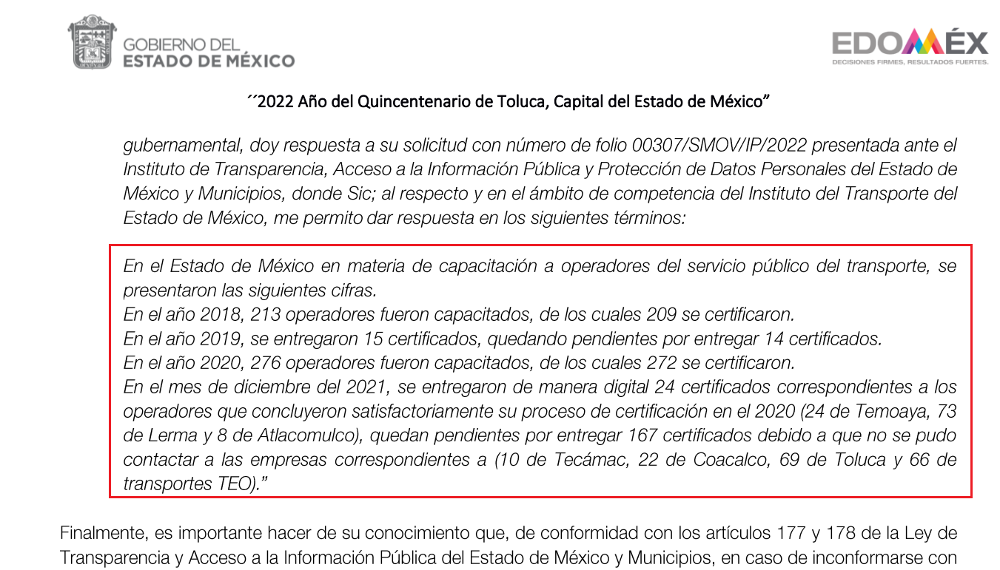 GOBIERNO DEL
ESTADO DE MÉXICO
EDOMÉX
DECISIONES FIRMES, RESULTADOS FUERTES.
´´2022 Año del Quincentenario de Toluca, Capital del Estado de México”
gubernamental, doy respuesta a su solicitud con número de folio 00307/SMOV/IP/2022 presentada ante el
Instituto de Transparencia, Acceso a la Información Pública y Protección de Datos Personales del Estado de
México y Municipios, donde Sic; al respecto y en el ámbito de competencia del Instituto del Transporte del
Estado de México, me permito dar respuesta en los siguientes términos:
En el Estado de México en materia de capacitación a operadores del servicio público del transporte, se
presentaron las siguientes cifras.
En el año 2018, 213 operadores fueron capacitados, de los cuales 209 se certificaron.
En el año 2019, se entregaron 15 certificados, quedando pendientes por entregar 14 certificados.
En el año 2020, 276 operadores fueron capacitados, de los cuales 272 se certificaron.
En el mes de diciembre del 2021, se entregaron de manera digital 24 certificados correspondientes a los
operadores que concluyeron satisfactoriamente su proceso de certificación en el 2020 (24 de Temoaya, 73
de Lerma y 8 de Atlacomulco), quedan pendientes por entregar 167 certificados debido a que no se pudo
contactar a las empresas correspondientes a (10 de Tecámac, 22 de Coacalco, 69 de Toluca y 66 de
transportes TEO).”
Finalmente, es importante hacer de su conocimiento que, de conformidad con los artículos 177 y 178 de la Ley de
Transparencia y Acceso a la Información Pública del Estado de México y Municipios, en caso de inconformarse con